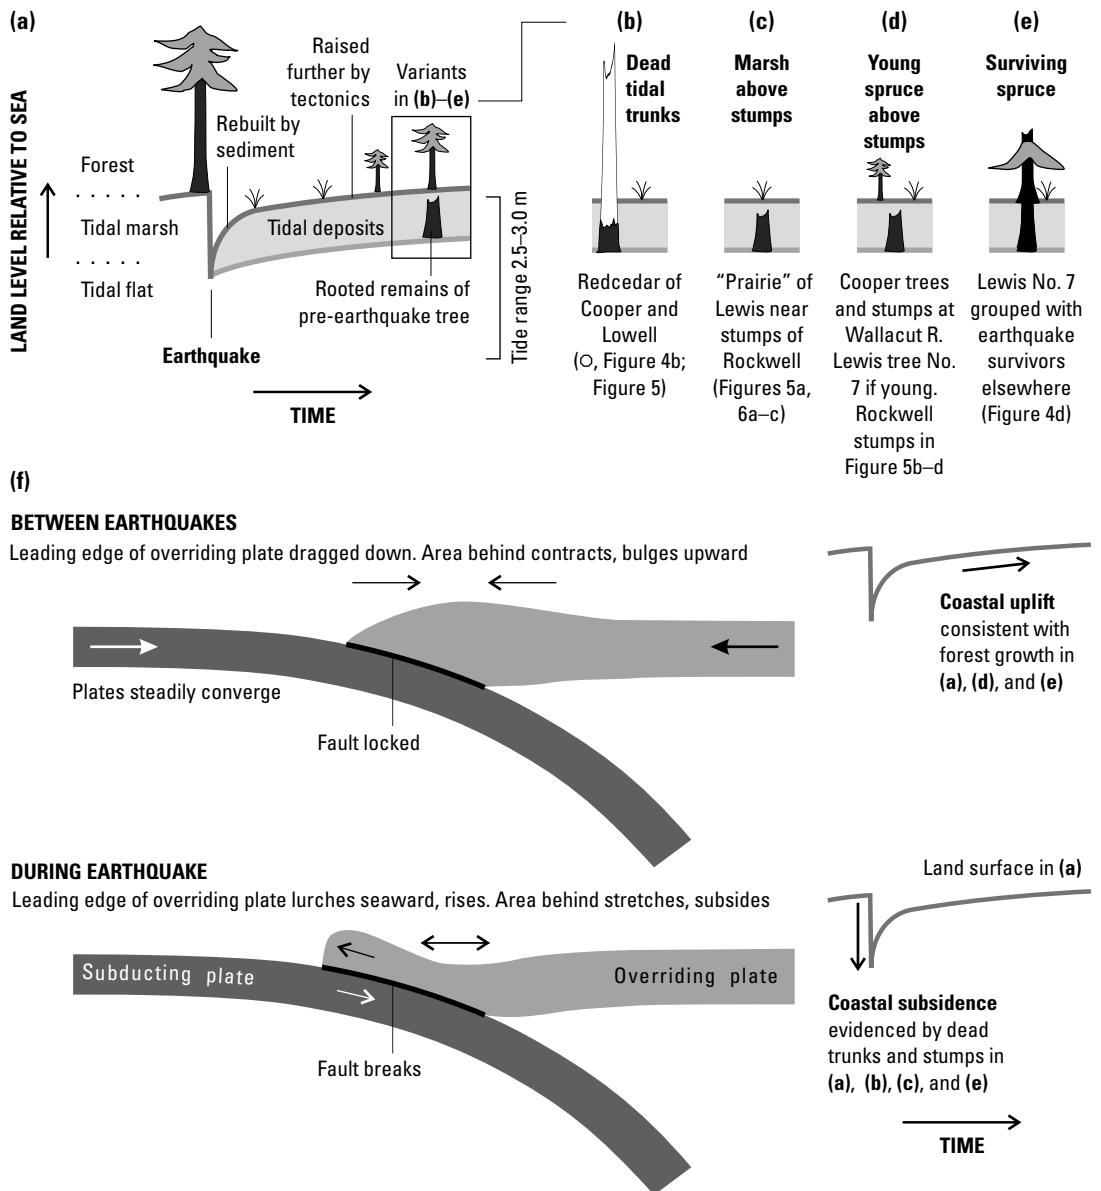 (a)
LAND LEVEL RELATIVE TO SEA
Forest
Tidal marsh
Tidal flat
Rebuilt by
sediment
Raised
further by
tectonics
Variants
in (b)–(e)
Tidal deposits
Rooted remains of
pre-earthquake tree
Earthquake
TIME
Tide range 2.5–3.0 m
(b)
Dead
tidal
trunks
Redcedar of
Cooper and
Lowell
(○, Figure 4b;
Figure 5)
(c)
Marsh
above
stumps
“Prairie” of
Lewis near
stumps of
Rockwell
(Figures 5a,
6a–c)
(d)
Young
spruce
above
stumps
Cooper trees
and stumps at
Wallacut R.
Lewis tree No.
7 if young.
Rockwell
stumps in
Figure 5b–d
(e)
Surviving
spruce
Lewis No. 7
grouped with
earthquake
survivors
elsewhere
(Figure 4d)
(f)
BETWEEN EARTHQUAKES
Leading edge of overriding plate dragged down. Area behind contracts, bulges upward
Plates steadily converge
Fault locked
Coastal uplift
consistent with
forest growth in
(a), (d), and (e)
DURING EARTHQUAKE
Leading edge of overriding plate lurches seaward, rises. Area behind stretches, subsides
Subducting plate
Overriding plate
Fault breaks
Land surface in (a)
Coastal subsidence
evidenced by dead
trunks and stumps in
(a), (b), (c), and (e)
TIME